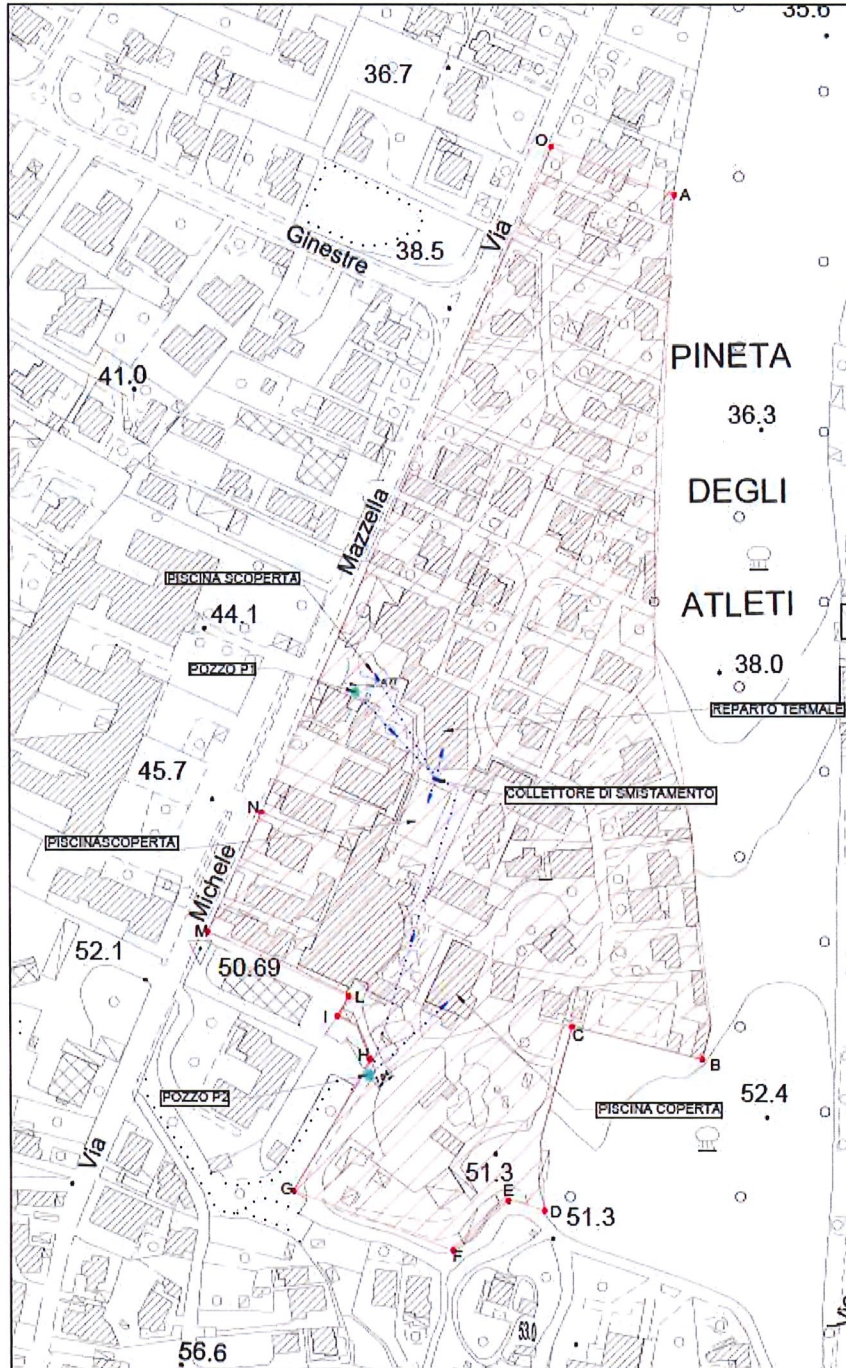 35.6
36.7
O
A
Via
Ginestre
38.5
PINETA
41.0
36.3
DEGLI
Mazzella
PISCINA SCOPERTA
ATLETI
44.1
POZZO P1
38.0
REPARTO TERMALE
45.7
COLLETTORE DI SMISTAMENTO
N
PISCINASCOPERTA
Michele
M
52.1
50.69
L
I
C
H
B
POZZO P2
PISCINA COPERTA
52.4
Via
51.3
G
E
D
51.3
F
53.0
56.6